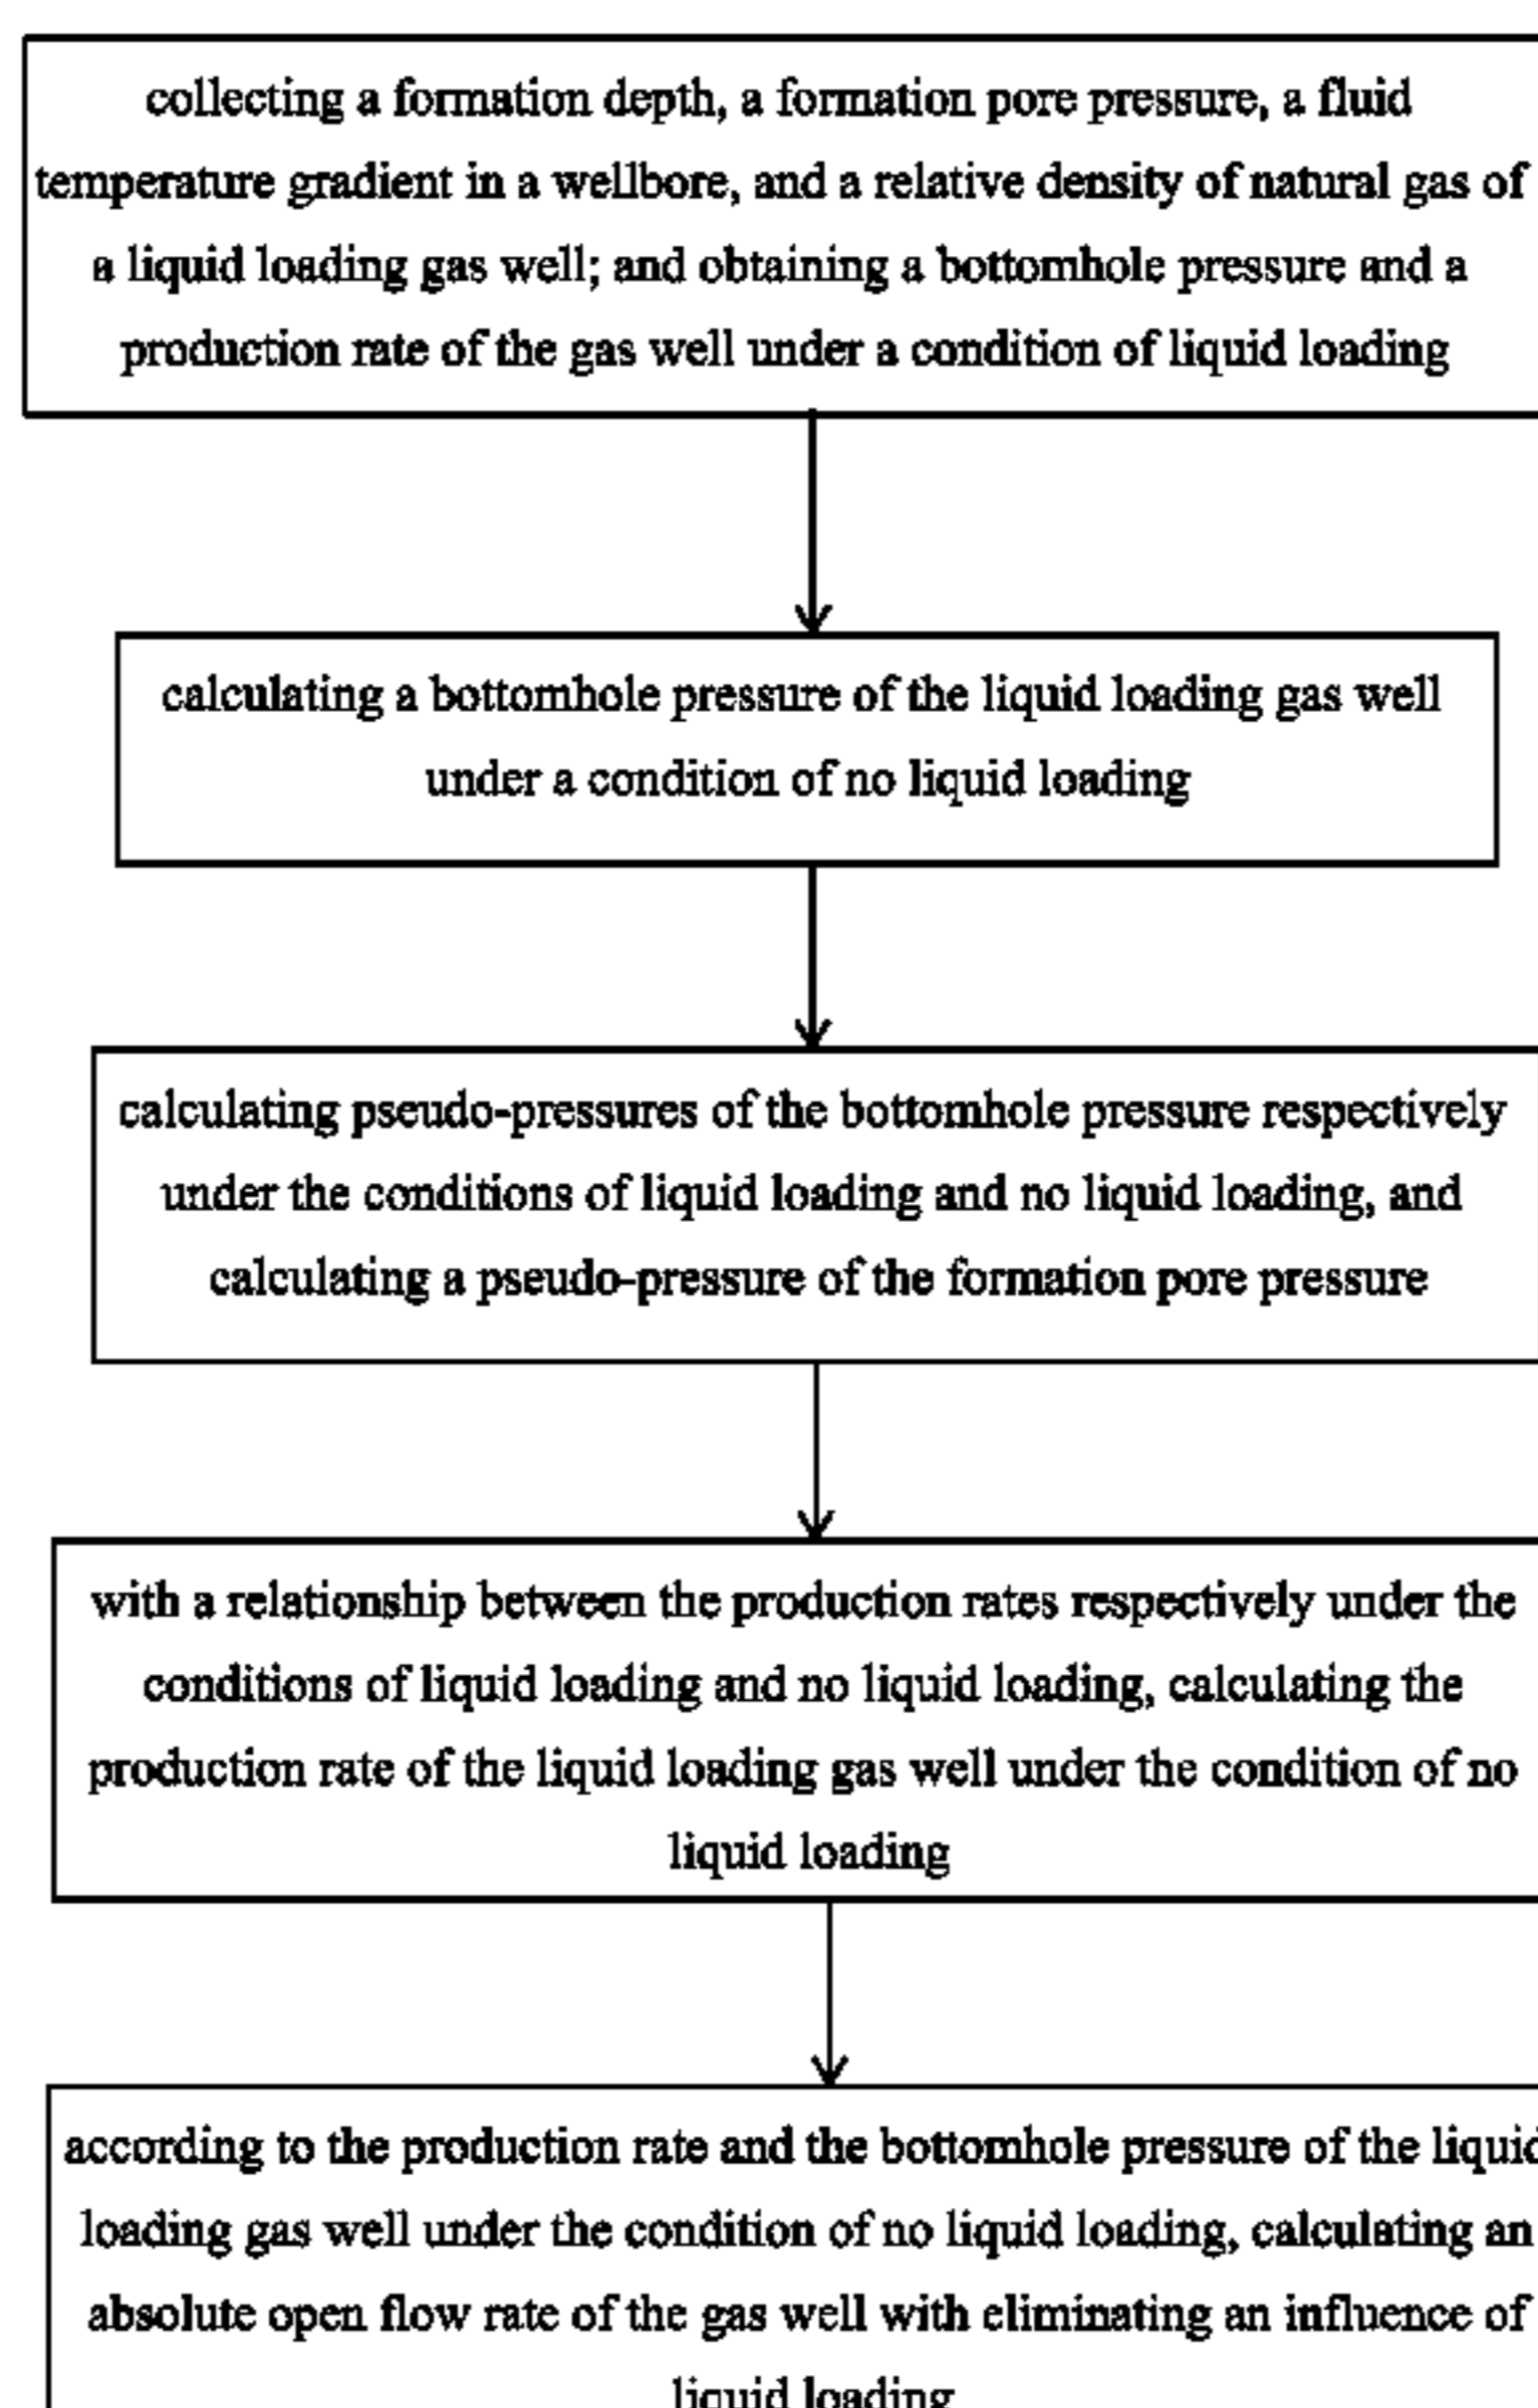 collecting a formation depth, a formation pore pressure, a fluid
temperature gradient in a wellbore, and a relative density of natural gas of
a liquid loading gas well; and obtaining a bottomhole pressure and a
production rate of the gas well under a condition of liquid loading
calculating a bottomhole pressure of the liquid loading gas well
under a condition of no liquid loading
calculating pseudo-pressures of the bottomhole pressure respectively
under the conditions of liquid loading and no liquid loading, and
calculating a pseudo-pressure of the formation pore pressure
with a relationship between the production rates respectively under the
conditions of liquid loading and no liquid loading, calculating the
production rate of the liquid loading gas well under the condition of no
liquid loading
according to the production rate and the bottomhole pressure of the liquid
loading gas well under the condition of no liquid loading, calculating an
absolute open flow rate of the gas well with eliminating an influence of
liquid loading